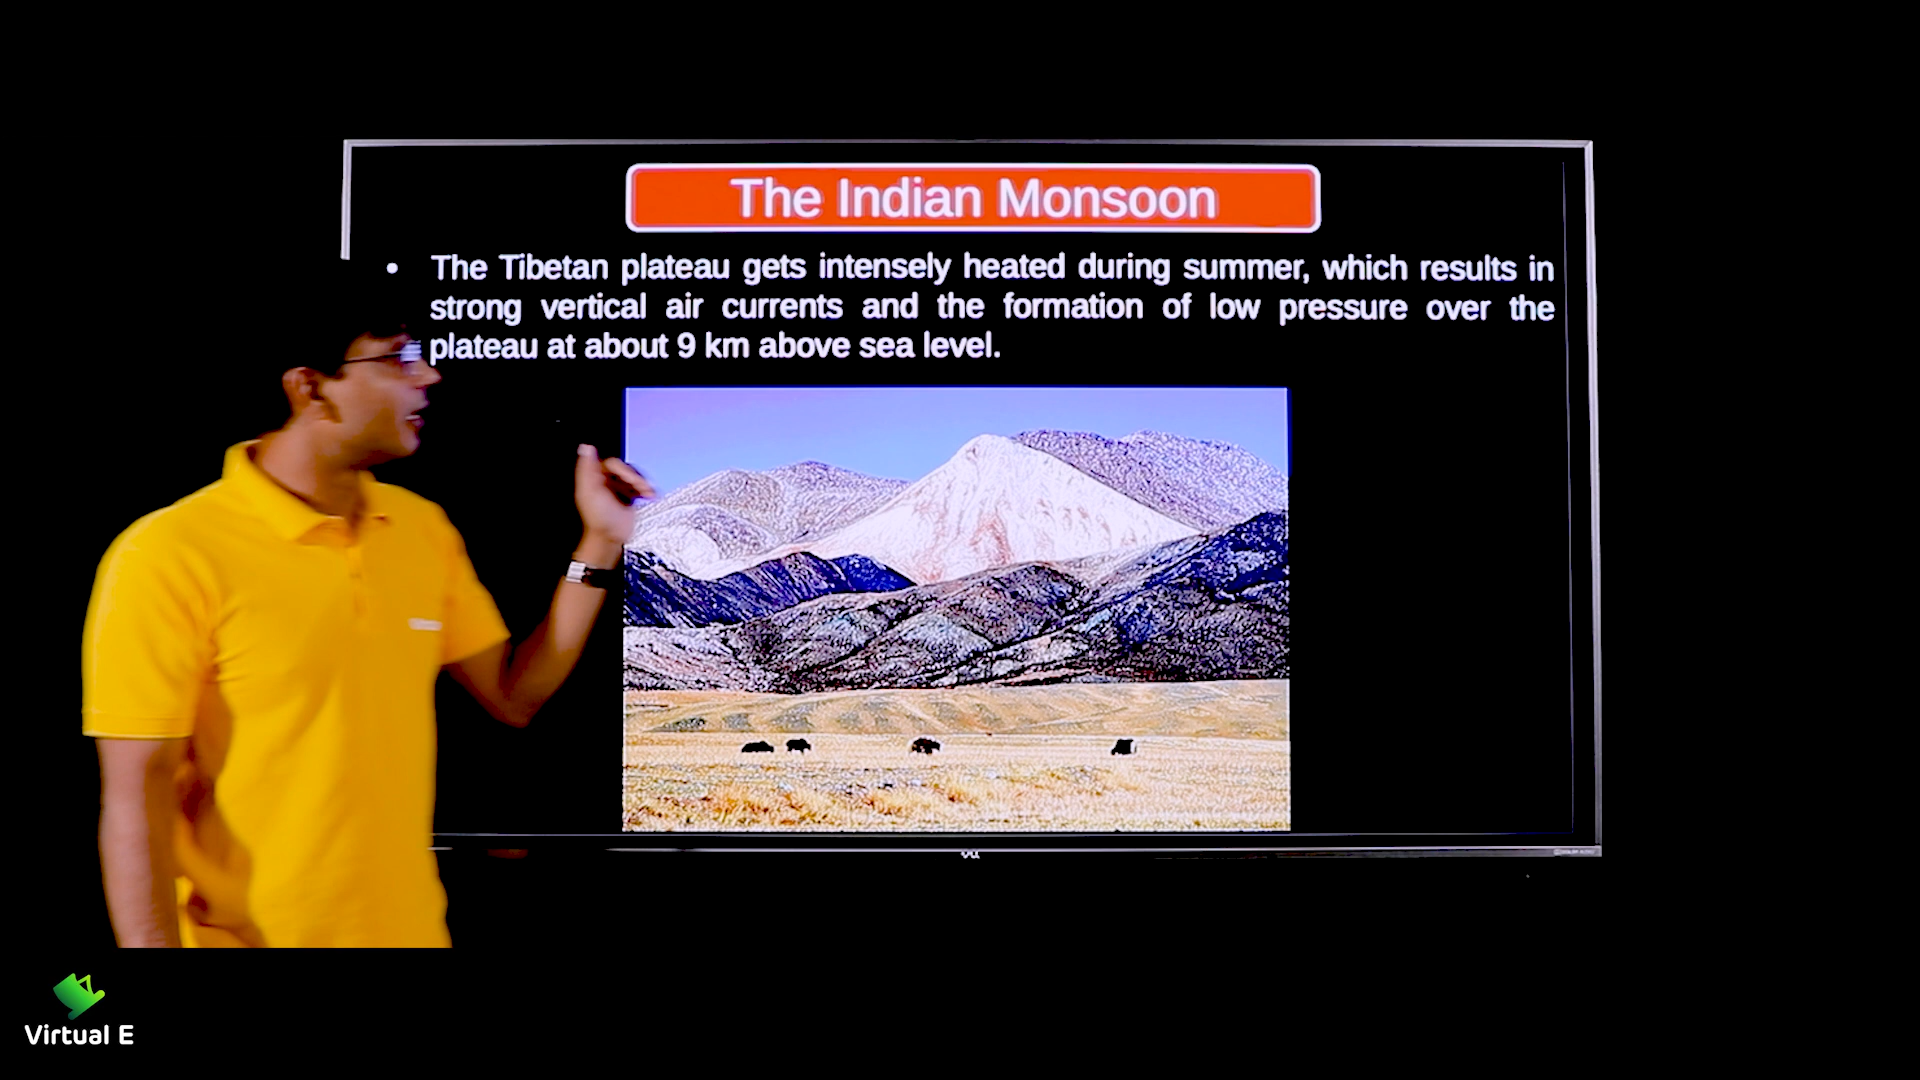 The Indian Monsoon
• The Tibetan plateau gets intensely heated during summer, which results in
strong vertical air currents and the formation of low pressure over the
plateau at about 9 km above sea level.
Virtual E